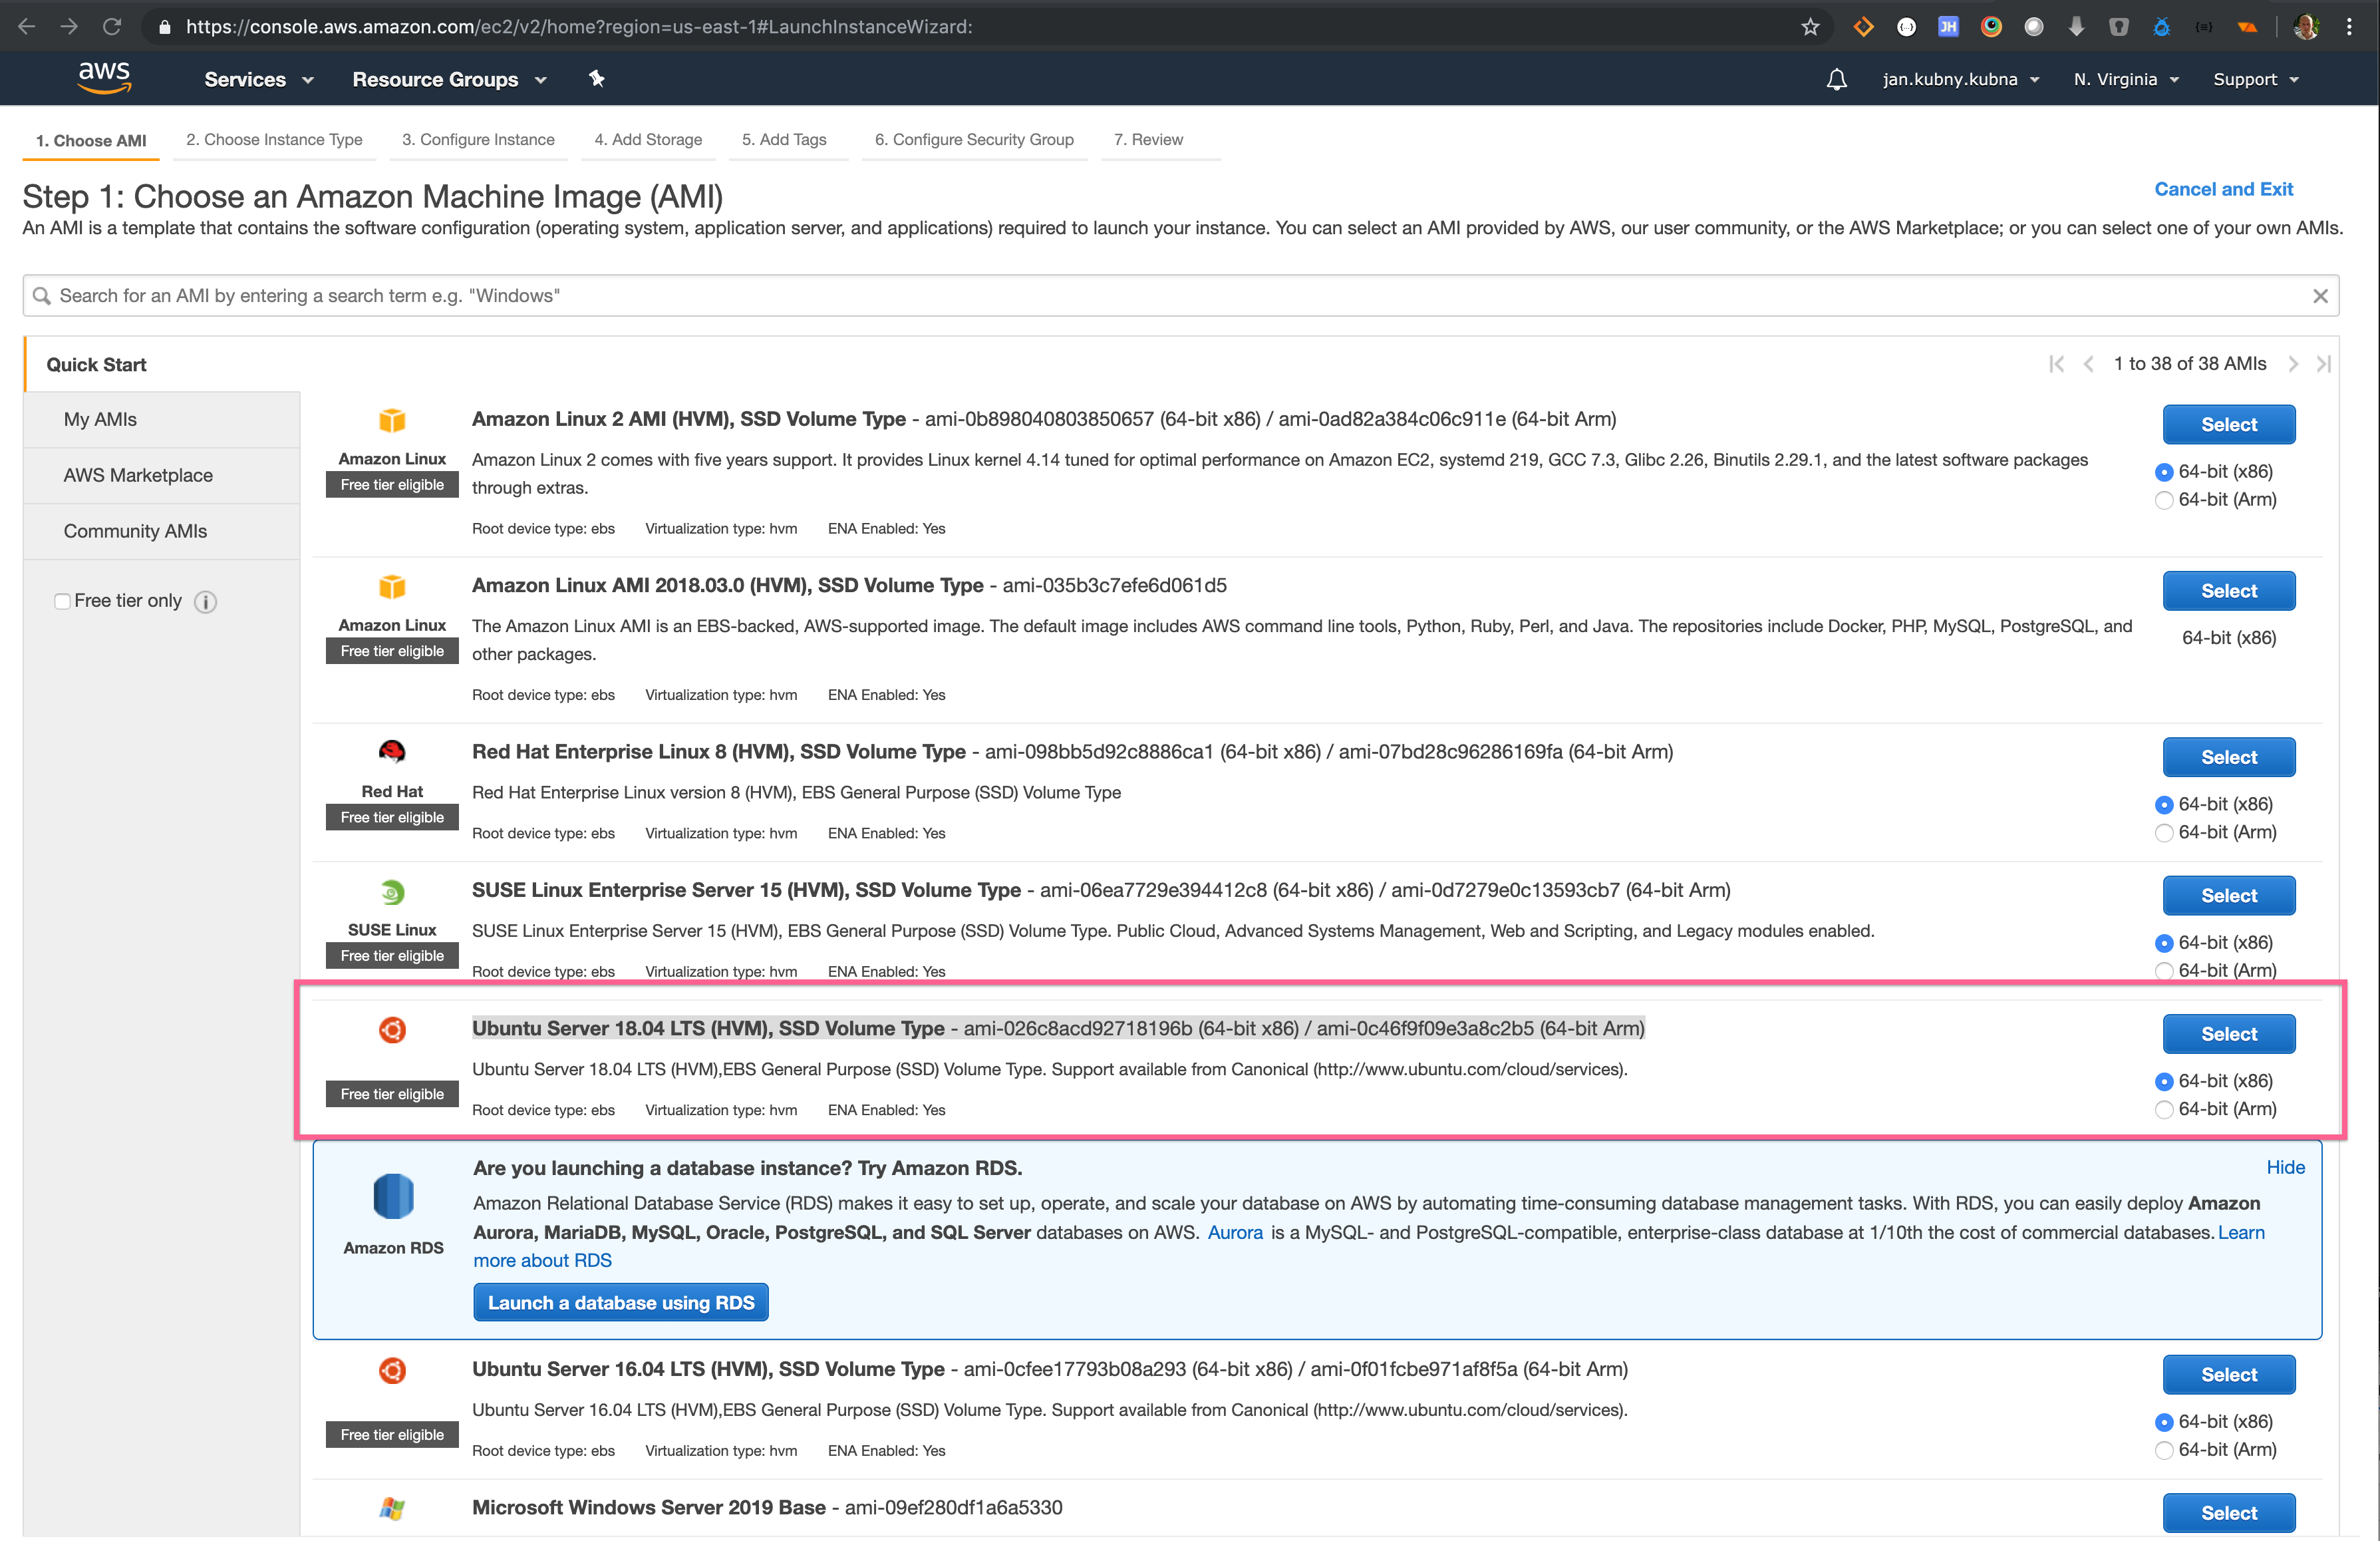 https://console.aws.amazon.com/ec2/v2/home?region=us-east-1#LaunchInstanceWizard:
JH
aws
Services
Resource Groups
jan.kubny.kubna
N. Virginia
Support
1. Choose AMI
2. Choose Instance Type
3. Configure Instance
4. Add Storage
5. Add Tags
6. Configure Security Group
7. Review
Step 1: Choose an Amazon Machine Image (AMI)
Cancel and Exit
An AMI is a template that contains the software configuration (operating system, application server, and applications) required to launch your instance. You can select an AMI provided by AWS, our user community, or the AWS Marketplace; or you can select one of your own AMIs.
Search for an AMI by entering a search term e.g. "Windows"
Quick Start
1 to 38 of 38 AMIs
My AMIs
AWS Marketplace
Community AMIs
Free tier only
Amazon Linux
Free tier eligible
Amazon Linux 2 AMI (HVM), SSD Volume Type - ami-0b898040803850657 (64-bit x86) / ami-0ad82a384c06c911e (64-bit Arm)
Amazon Linux 2 comes with five years support. It provides Linux kernel 4.14 tuned for optimal performance on Amazon EC2, systemd 219, GCC 7.3, Glibc 2.26, Binutils 2.29.1, and the latest software packages
through extras.
Root device type: ebs Virtualization type: hvm ENA Enabled: Yes
Select
64-bit (x86)
64-bit (Arm)
Amazon Linux
Free tier eligible
Amazon Linux AMI 2018.03.0 (HVM), SSD Volume Type - ami-035b3c7efe6d061d5
The Amazon Linux AMI is an EBS-backed, AWS-supported image. The default image includes AWS command line tools, Python, Ruby, Perl, and Java. The repositories include Docker, PHP, MySQL, PostgreSQL, and
other packages.
Root device type: ebs Virtualization type: hvm ENA Enabled: Yes
Select
64-bit (x86)
Red Hat
Free tier eligible
Red Hat Enterprise Linux 8 (HVM), SSD Volume Type - ami-098bb5d92c8886ca1 (64-bit x86) / ami-07bd28c96286169fa (64-bit Arm)
Red Hat Enterprise Linux version 8 (HVM), EBS General Purpose (SSD) Volume Type
Root device type: ebs Virtualization type: hvm ENA Enabled: Yes
Select
64-bit (x86)
64-bit (Arm)
SUSE Linux
Free tier eligible
SUSE Linux Enterprise Server 15 (HVM), SSD Volume Type - ami-06ea7729e394412c8 (64-bit x86) / ami-0d7279e0c13593cb7 (64-bit Arm)
SUSE Linux Enterprise Server 15 (HVM), EBS General Purpose (SSD) Volume Type. Public Cloud, Advanced Systems Management, Web and Scripting, and Legacy modules enabled.
Root device type: ebs Virtualization type: hvm ENA Enabled: Yes
Select
64-bit (x86)
64-bit (Arm)
Free tier eligible
Ubuntu Server 18.04 LTS (HVM), SSD Volume Type - ami-026c8acd92718196b (64-bit x86) / ami-0c46f9f09e3a8c2b5 (64-bit Arm)
Ubuntu Server 18.04 LTS (HVM),EBS General Purpose (SSD) Volume Type. Support available from Canonical (http://www.ubuntu.com/cloud/services).
Root device type: ebs Virtualization type: hvm ENA Enabled: Yes
Select
64-bit (x86)
64-bit (Arm)
Amazon RDS
Are you launching a database instance? Try Amazon RDS.
Hide
Amazon Relational Database Service (RDS) makes it easy to set up, operate, and scale your database on AWS by automating time-consuming database management tasks. With RDS, you can easily deploy Amazon
Aurora, MariaDB, MySQL, Oracle, PostgreSQL, and SQL Server databases on AWS. Aurora is a MySQL- and PostgreSQL-compatible, enterprise-class database at 1/10th the cost of commercial databases. Learn
more about RDS
Launch a database using RDS
Free tier eligible
Ubuntu Server 16.04 LTS (HVM), SSD Volume Type - ami-0cfee17793b08a293 (64-bit x86) / ami-0f01fcbe971af8f5a (64-bit Arm)
Ubuntu Server 16.04 LTS (HVM),EBS General Purpose (SSD) Volume Type. Support available from Canonical (http://www.ubuntu.com/cloud/services).
Root device type: ebs Virtualization type: hvm ENA Enabled: Yes
Select
64-bit (x86)
64-bit (Arm)
Microsoft Windows Server 2019 Base - ami-09ef280df1a6a5330
Select